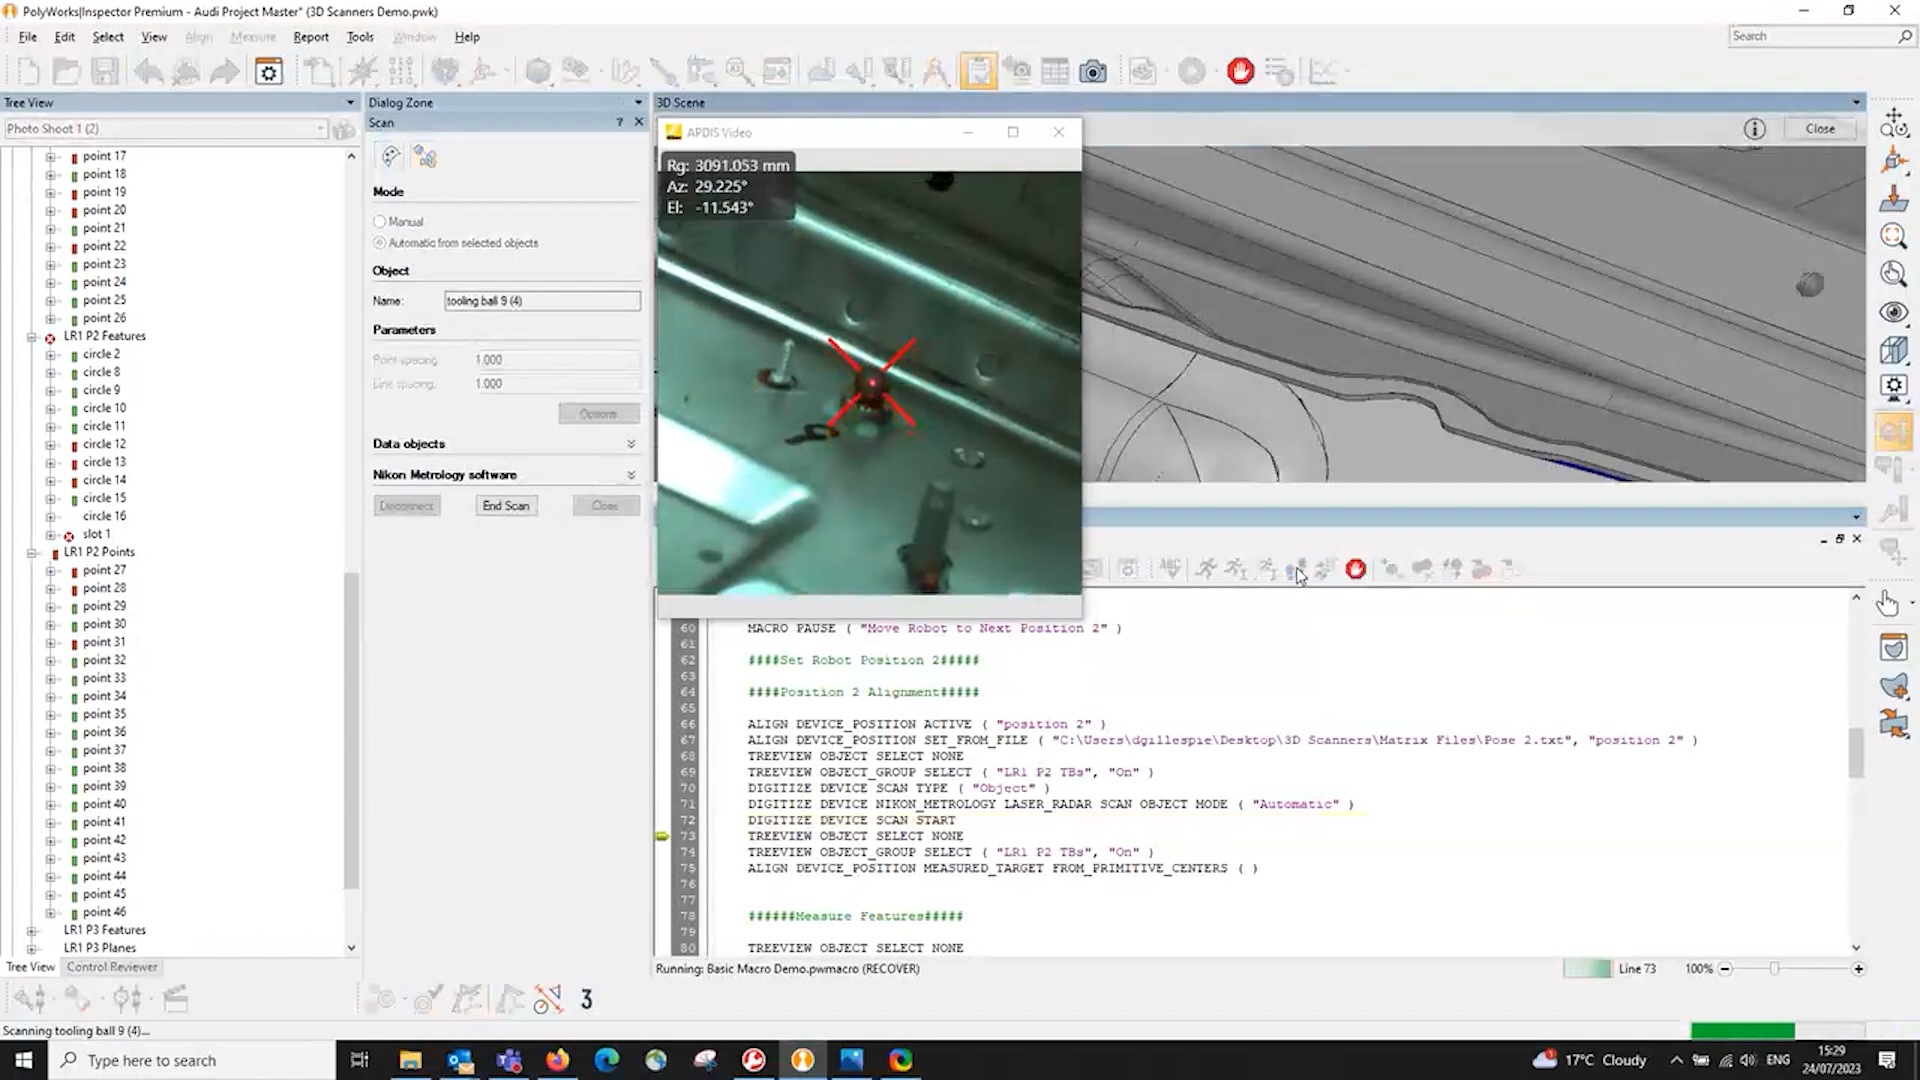 PolyWorks|Inspector Premium - Audi Project Master* (3D Scanners Demo.pwk)
File Edit Select View Align Measure Report Tools Window Help
Search
Tree View
Dialog Zone
3D Scene
Photo Shoot 1 (2)
Scan
?
APDIS Video
Close
Rg: 3091.053 mm
Az: 29.225°
El: -11.543°
Mode
Manual
Automatic from selected objects
Object
Name:
tooling ball 9 (4)
Parameters
Point spacing:
1.000
Line spacing:
1.000
Options
Data objects
Nikon Metrology software
Disconnect
End Scan
Close
point 17
point 18
point 19
point 20
point 21
point 22
point 23
point 24
point 25
point 26
LR1 P2 Features
circle 2
circle 8
circle 9
circle 10
circle 11
circle 12
circle 13
circle 14
circle 15
circle 16
slot 1
LR1 P2 Points
point 27
point 28
point 29
point 30
point 31
point 32
point 33
point 34
point 35
point 36
point 37
point 38
point 39
point 40
point 41
point 42
point 43
point 44
point 45
point 46
LR1 P3 Features
LR1 P3 Planes
Tree View
Control Reviewer
ABC
60 MACRO PAUSE ( "Move Robot to Next Position 2" )
61
62 ####Set Robot Position 2#####
63
64 ####Position 2 Alignment#####
65
66 ALIGN DEVICE_POSITION ACTIVE ( "position 2" )
67 ALIGN DEVICE_POSITION SET_FROM_FILE ( "C:\Users\dgillespie\Desktop\3D Scanners\Matrix Files\Pose 2.txt", "position 2" )
68 TREEVIEW OBJECT SELECT NONE
69 TREEVIEW OBJECT_GROUP SELECT ( "LR1 P2 TBs", "On" )
70 DIGITIZE DEVICE SCAN TYPE ( "Object" )
71 DIGITIZE DEVICE NIKON_METROLOGY LASER_RADAR SCAN OBJECT MODE ( "Automatic" )
72 DIGITIZE DEVICE SCAN START
73 TREEVIEW OBJECT SELECT NONE
74 TREEVIEW OBJECT_GROUP SELECT ( "LR1 P2 TBs", "On" )
75 ALIGN DEVICE_POSITION MEASURED_TARGET FROM_PRIMITIVE_CENTERS ( )
76
77
78 ######Measure Features#####
79
80 TREEVIEW OBJECT SELECT NONE
Running: Basic Macro Demo.pwmacro (RECOVER)
Line 73
100%
3
Scanning tooling ball 9 (4)...
Type here to search
17°C Cloudy
ENG
15:29
24/07/2023